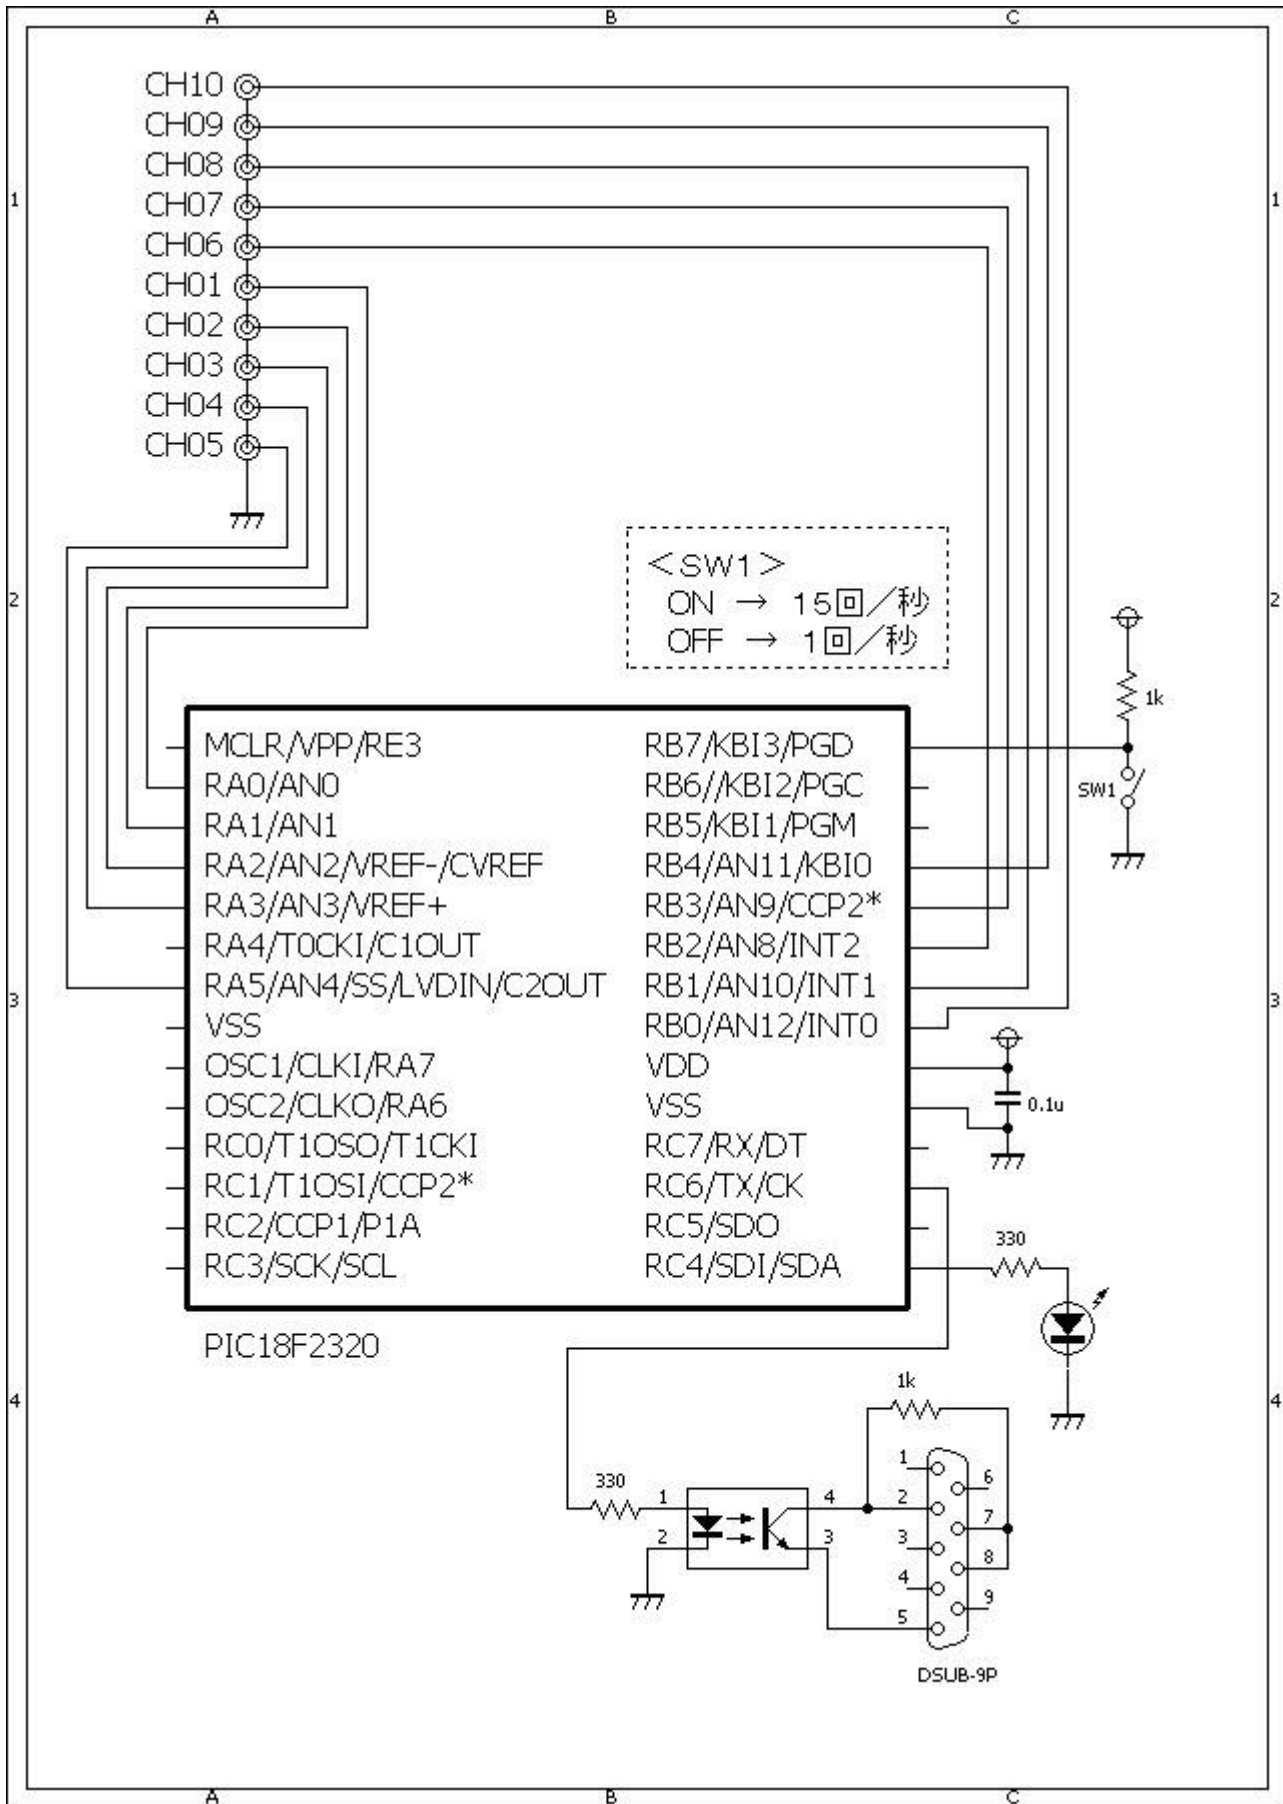 A B C
CH10
CH09
CH08
1 1
CH07
CH06
CH01
CH02
CH03
CH04
CH05
<SW1>
ON → 15回/秒
OFF → 1回/秒
2 2
1k
SW1
MCLR/VPP/RE3
RA0/AN0
RA1/AN1
RA2/AN2/VREF-/CVREF
RA3/AN3/VREF+
RA4/T0CKI/C1OUT
RA5/AN4/SS/LVDIN/C2OUT
VSS
OSC1/CLKI/RA7
OSC2/CLKO/RA6
RC0/T1OSO/T1CKI
RC1/T1OSI/CCP2*
RC2/CCP1/P1A
RC3/SCK/SCL
RB7/KBI3/PGD
RB6//KBI2/PGC
RB5/KBI1/PGM
RB4/AN11/KBI0
RB3/AN9/CCP2*
RB2/AN8/INT2
RB1/AN10/INT1
RB0/AN12/INT0
VDD
VSS
RC7/RX/DT
RC6/TX/CK
RC5/SDO
RC4/SDI/SDA
3 3
0.1u
330
PIC18F2320
1k
4 4
330
1
2
4
3
1
2
3
4
5
6
7
8
9
DSUB-9P
A B C